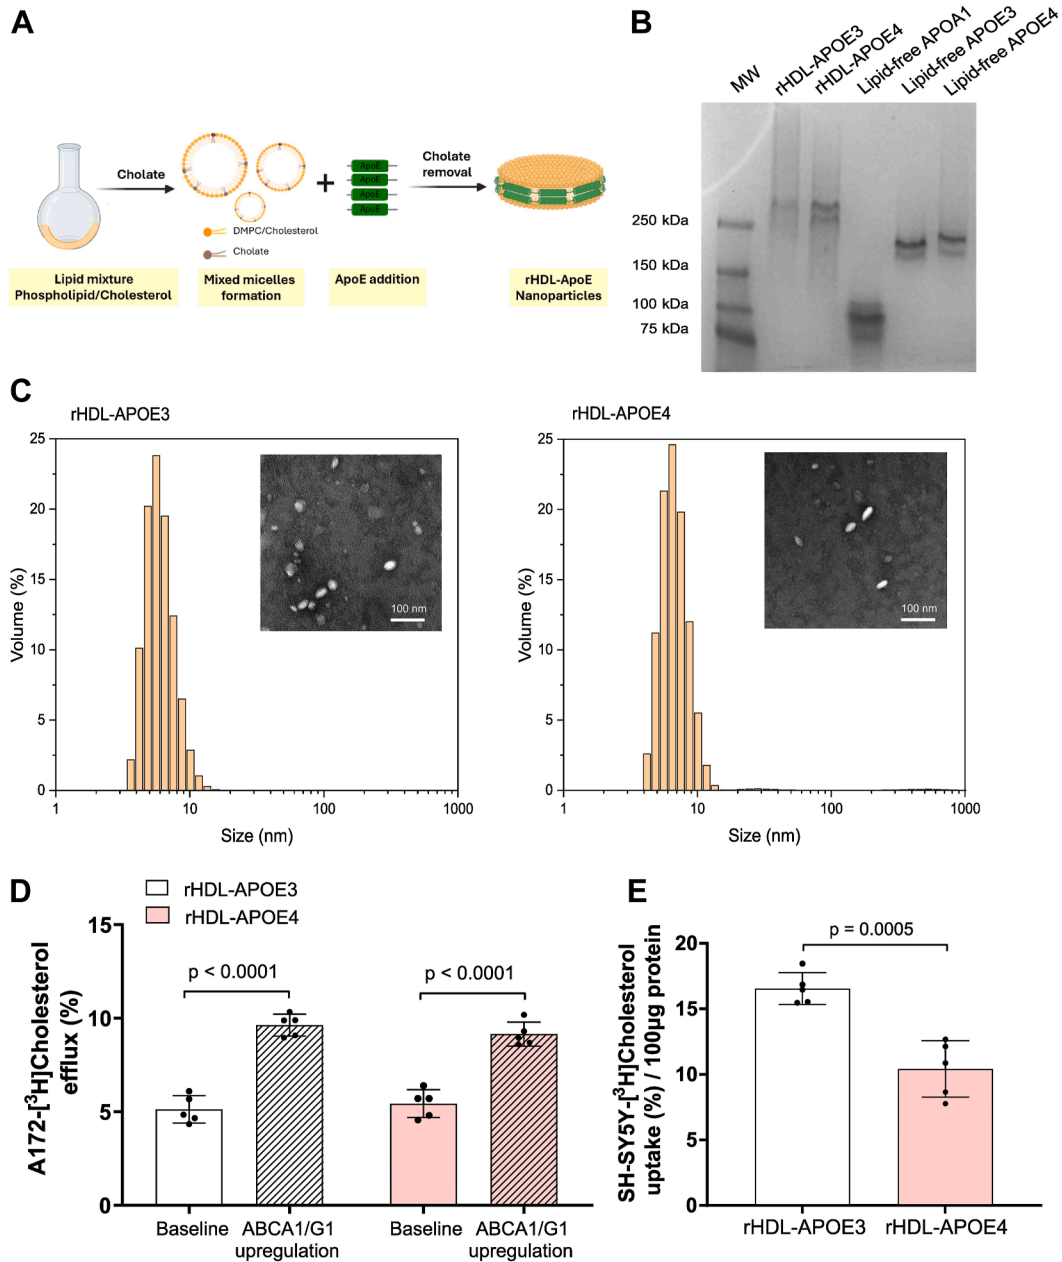 A
Cholate
Cholate
removal
ApoE
ApoE
ApoE
ApoE
DMPC/Cholesterol
Cholate
Lipid mixture
Phospholipid/Cholesterol
Mixed micelles
formation
ApoE addition
rHDL-ApoE
Nanoparticles
B
MW
rHDL-APOE3
rHDL-APOE4
Lipid-free APOA1
Lipid-free APOE3
Lipid-free APOE4
250 kDa
150 kDa
100 kDa
75 kDa
C
rHDL-APOE3
25
20
15
10
5
0
Volume (%)
100 nm
1
10
100
1000
Size (nm)
rHDL-APOE4
25
20
15
10
5
0
Volume (%)
100 nm
1
10
100
1000
Size (nm)
D
rHDL-APOE3
rHDL-APOE4
15
10
5
0
A172-[³H]Cholesterol
efflux (%)
p < 0.0001
p < 0.0001
Baseline
ABCA1/G1
upregulation
Baseline
ABCA1/G1
upregulation
E
p = 0.0005
20
15
10
5
0
SH-SY5Y-[³H]Cholesterol
uptake (%) / 100µg protein
rHDL-APOE3
rHDL-APOE4